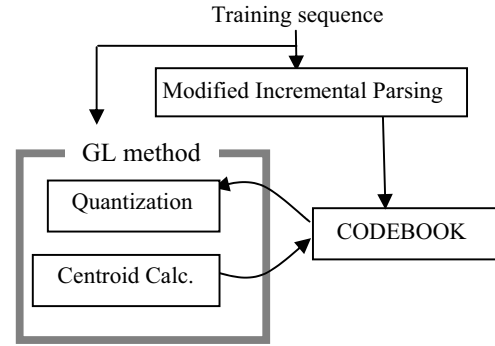 Training sequence
Modified Incremental Parsing
GL method
Quantization
CODEBOOK
Centroid Calc.